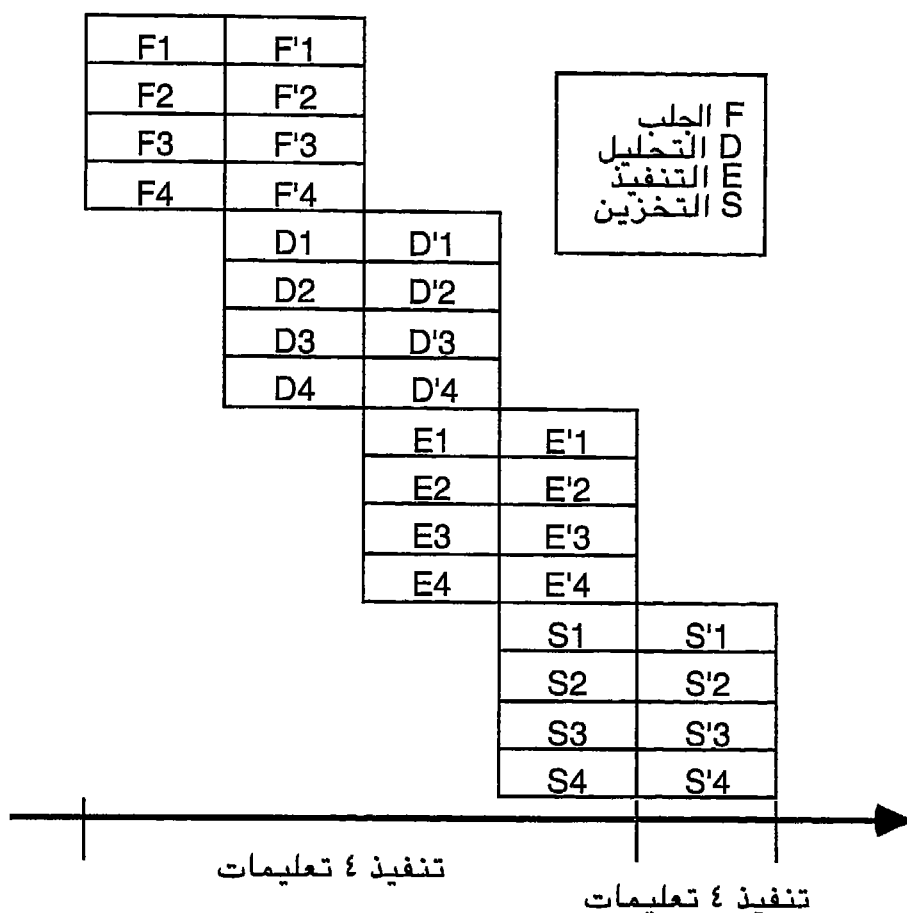 F1 F'1
F2 F'2
F3 F'3
F4 F'4
F الجلب
D التحليل
E التنفيذ
S التخزين
D1 D'1
D2 D'2
D3 D'3
D4 D'4
E1 E'1
E2 E'2
E3 E'3
E4 E'4
S1 S'1
S2 S'2
S3 S'3
S4 S'4
تنفيذ ٤ تعليمات
تنفيذ ٤ تعليمات